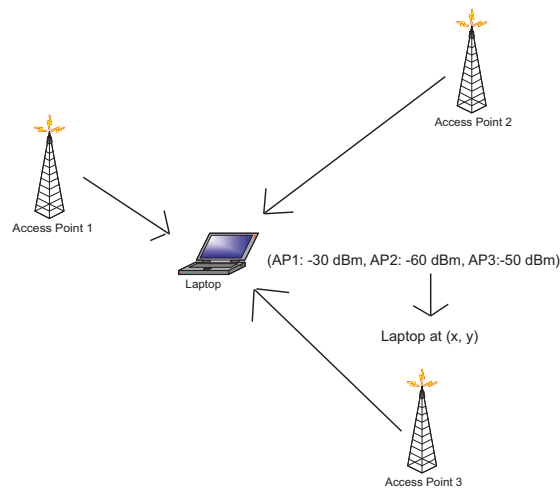 Access Point 2
Access Point 1
(AP1: -30 dBm, AP2: -60 dBm, AP3:-50 dBm)
Laptop
Laptop at (x, y)
Access Point 3